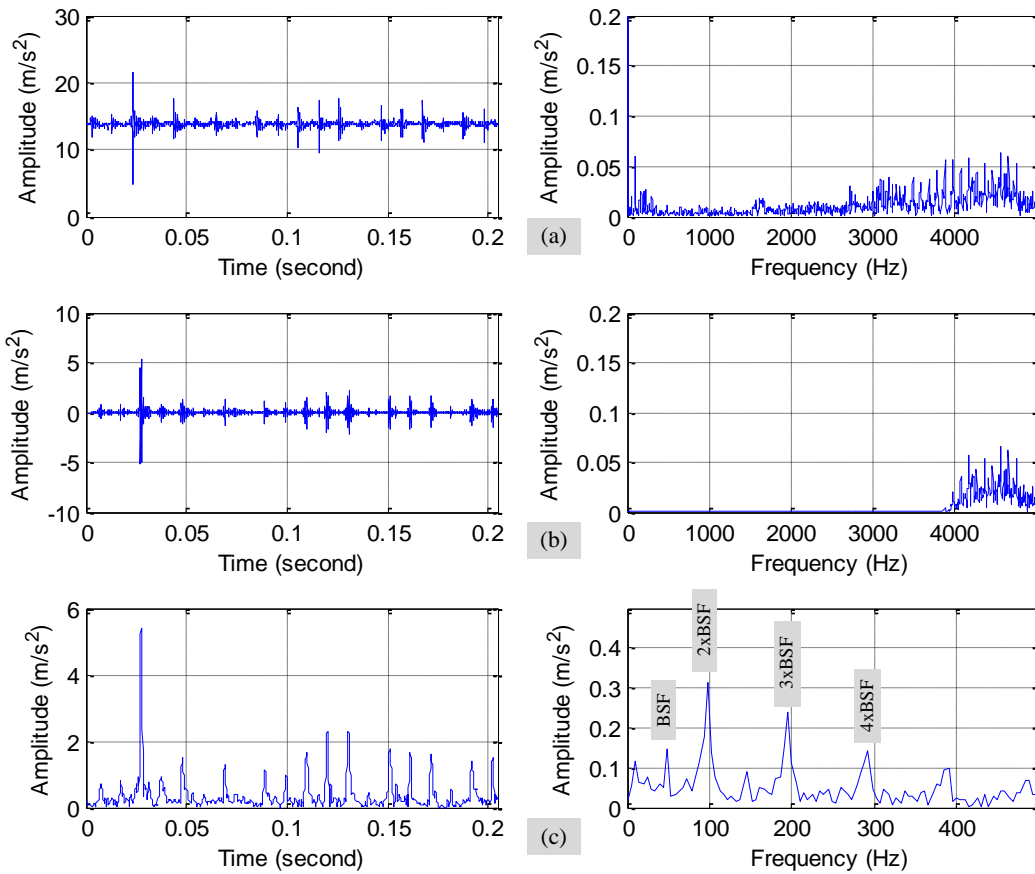 30
20
10
0
Amplitude (m/s²)
0 0.05 0.1 0.15 0.2
Time (second)
0.2
0.15
0.1
0.05
0
Amplitude (m/s²)
0 1000 2000 3000 4000
Frequency (Hz)
(a)
10
5
0
-5
-10
Amplitude (m/s²)
0 0.05 0.1 0.15 0.2
Time (second)
0.2
0.15
0.1
0.05
0
Amplitude (m/s²)
0 1000 2000 3000 4000
Frequency (Hz)
(b)
6
4
2
0
Amplitude (m/s²)
0 0.05 0.1 0.15 0.2
Time (second)
0.4
0.3
0.2
0.1
0
Amplitude (m/s²)
BSF
2xBSF
3xBSF
4xBSF
0 100 200 300 400
Frequency (Hz)
(c)